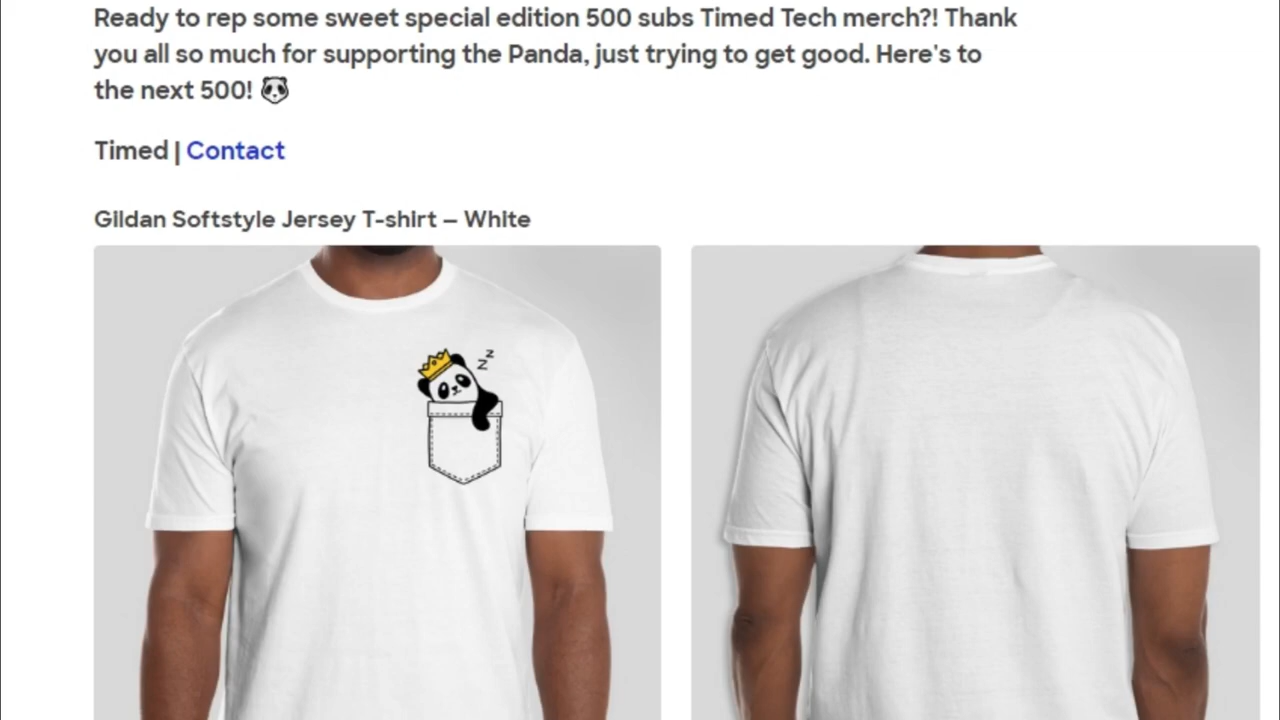 Ready to rep some sweet special edition 500 subs Timed Tech merch?! Thank
you all so much for supporting the Panda, just trying to get good. Here's to
the next 500! 🐼
Timed | Contact
Gildan Softstyle Jersey T-shirt – White
z z